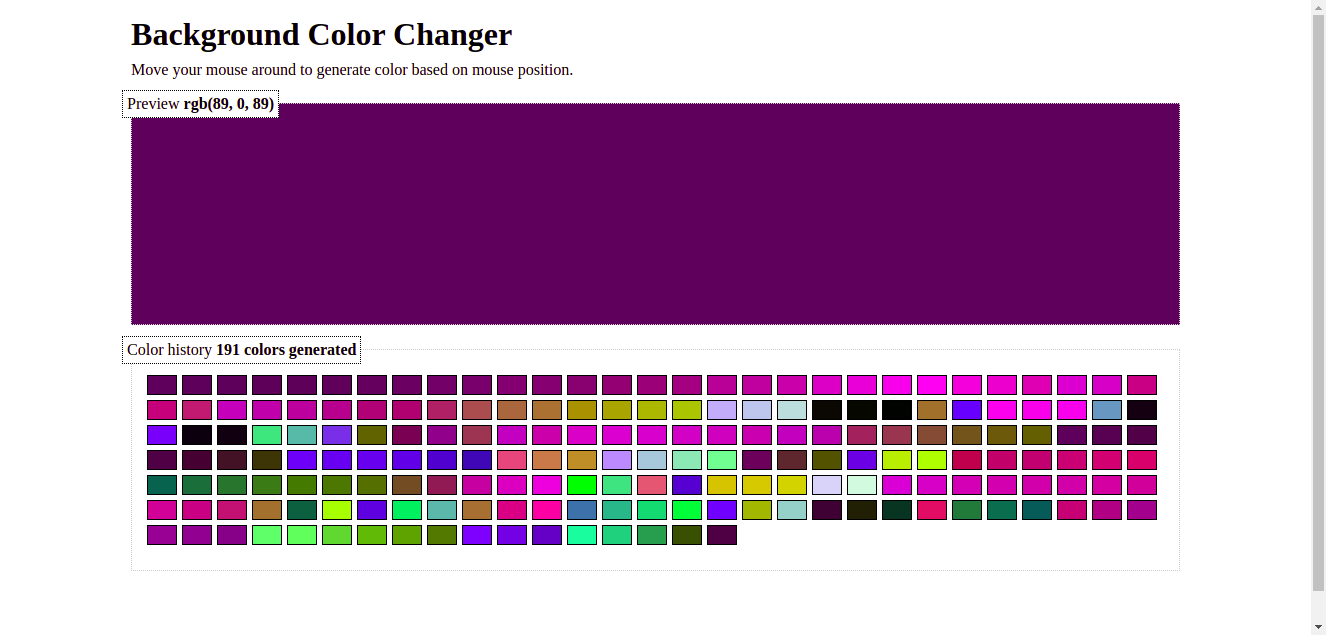 Background Color Changer
Move your mouse around to generate color based on mouse position.
Preview rgb(89, 0, 89)
Color history 191 colors generated